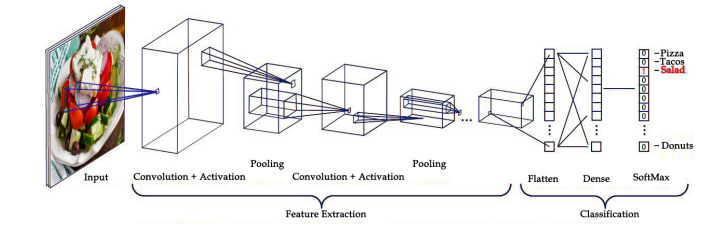 0 – Pizza
0 – Tacos
1 – Salad
0
0
0
0
0
0 – Donuts
...
Pooling
Pooling
Input
Convolution + Activation
Convolution + Activation
Flatten
Dense
SoftMax
Feature Extraction
Classification